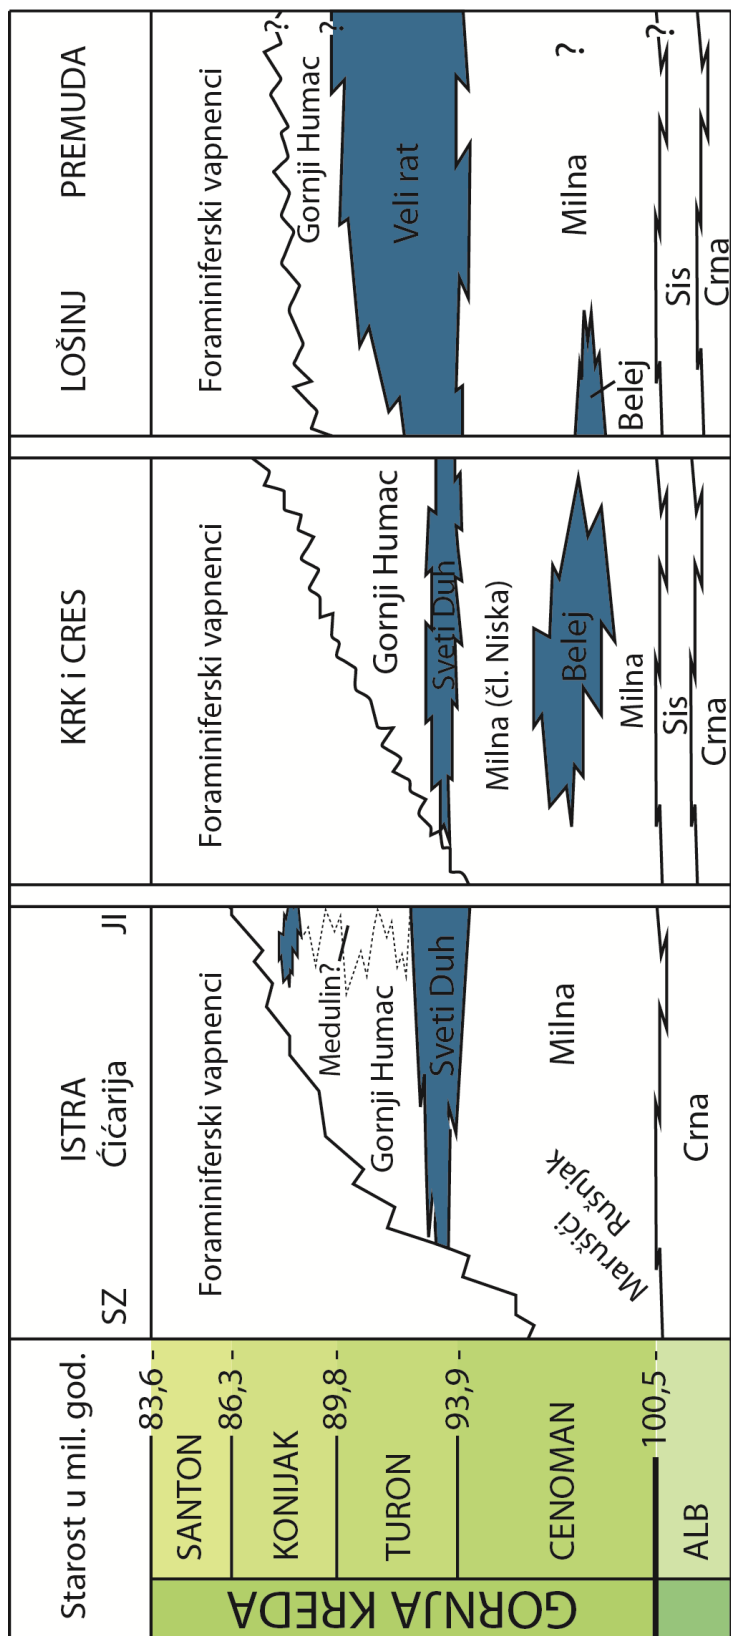 Starost u mil. god.
GORNJA KREDA
SANTON
KONIJAK
TURON
CENOMAN
ALB
83,6 -
86,3 -
89,8 -
93,9 -
100,5 -
ISTRA
SZ Ćićarija JI
Foraminiferski vapnenci
Medulin?
Gornji Humac
Sveti Duh
Milna
Marušići
Rušnjak
Crna
KRK i CRES
Foraminiferski vapnenci
Gornji Humac
Sveti Duh
Milna (čl. Niska)
Belej
Milna
Sis
Crna
LOŠINJ PREMUDA
Foraminiferski vapnenci
?
Gornji Humac
?
Veli rat
Milna ?
Belej
?
Sis
Crna